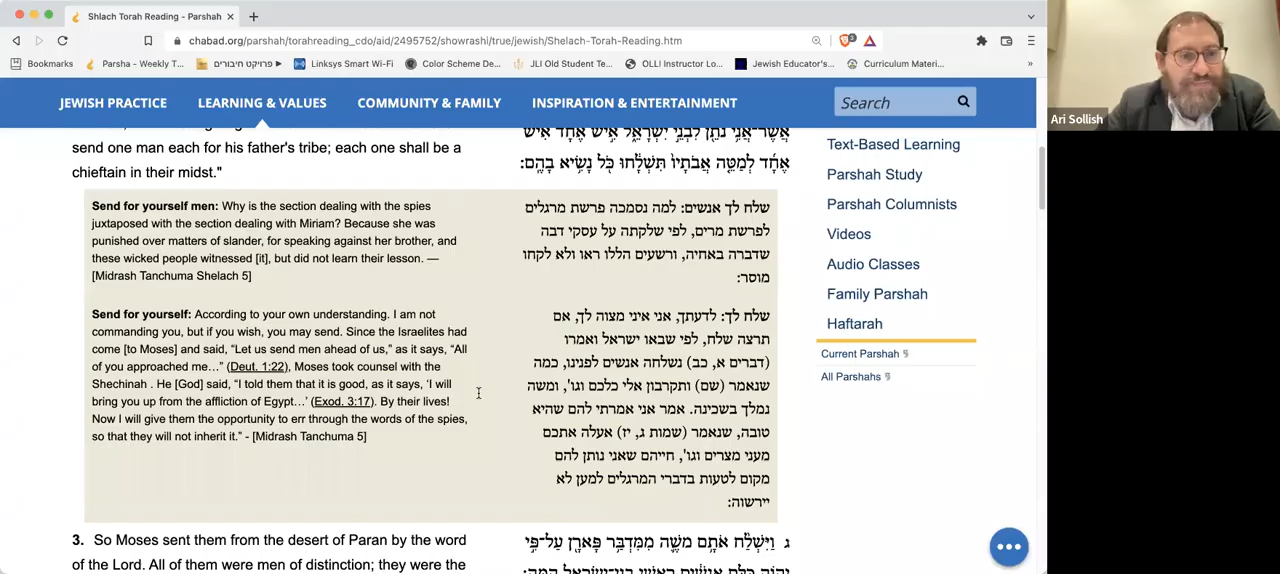 Shlach Torah Reading - Parshah
chabad.org/parshah/torahreading_cdo/aid/2495752/showrashi/true/jewish/Shelach-Torah-Reading.htm
Bookmarks Parsha - Weekly T... פרוייקט חיבורים Linksys Smart Wi-Fi Color Scheme De... JLI Old Student Te... OLLI Instructor Lo... Jewish Educator's... Curriculum Materi...
JEWISH PRACTICE LEARNING & VALUES COMMUNITY & FAMILY INSPIRATION & ENTERTAINMENT Search
send one man each for his father's tribe; each one shall be a
chieftain in their midst."
אֲשֶׁר־אֲנִ֥י נֹתֵ֖ן לִבְנֵ֣י יִשְׂרָאֵ֑ל אִ֣ישׁ אֶחָד֩ אִ֨ישׁ
אֶחָ֜ד לְמַטֵּ֤ה אֲבֹתָיו֙ תִּשְׁלָ֔חוּ כֹּ֖ל נָשִׂ֥יא בָהֶֽם:
Send for yourself men: Why is the section dealing with the spies
juxtaposed with the section dealing with Miriam? Because she was
punished over matters of slander, for speaking against her brother, and
these wicked people witnessed [it], but did not learn their lesson. —
[Midrash Tanchuma Shelach 5]
שלח לך אנשים: למה נסמכה פרשת מרגלים
לפרשת מרים, לפי שלקתה על עסקי דבה
שדברה באחיה, ורשעים הללו ראו ולא לקחו
מוסר:
Send for yourself: According to your own understanding. I am not
commanding you, but if you wish, you may send. Since the Israelites had
come [to Moses] and said, “Let us send men ahead of us,” as it says, “All
of you approached me…” (Deut. 1:22), Moses took counsel with the
Shechinah . He [God] said, “I told them that it is good, as it says, ‘I will
bring you up from the affliction of Egypt…’ (Exod. 3:17). By their lives!
Now I will give them the opportunity to err through the words of the spies,
so that they will not inherit it.” - [Midrash Tanchuma 5]
שלח לך: לדעתך, אני איני מצוה לך, אם
תרצה שלח, לפי שבאו ישראל ואמרו
(דברים א, כב) נשלחה אנשים לפנינו, כמה
שנאמר (שם) ותקרבון אלי כלכם וגו', ומשה
נמלך בשכינה. אמר אני אמרתי להם שהיא
טובה, שנאמר (שמות ג, יז) אעלה אתכם
מעני מצרים וגו', חייהם שאני נותן להם
מקום לטעות בדברי המרגלים למען לא
יירשוה:
3. So Moses sent them from the desert of Paran by the word
of the Lord. All of them were men of distinction; they were the
ג וַיִּשְׁלַ֨ח אֹתָ֥ם משֶׁ֛ה מִמִּדְבַּ֥ר פָּארָ֖ן עַל־פִּ֣י
יְהֹוָ֑ה כֻּלָּ֣ם אֲנָשִׁ֔ים רָאשֵׁ֥י בְנֵֽי־יִשְׂרָאֵ֖ל הֵֽמָּה:
Text-Based Learning
Parshah Study
Parshah Columnists
Videos
Audio Classes
Family Parshah
Haftarah
Current Parshah
All Parshahs
Ari Sollish